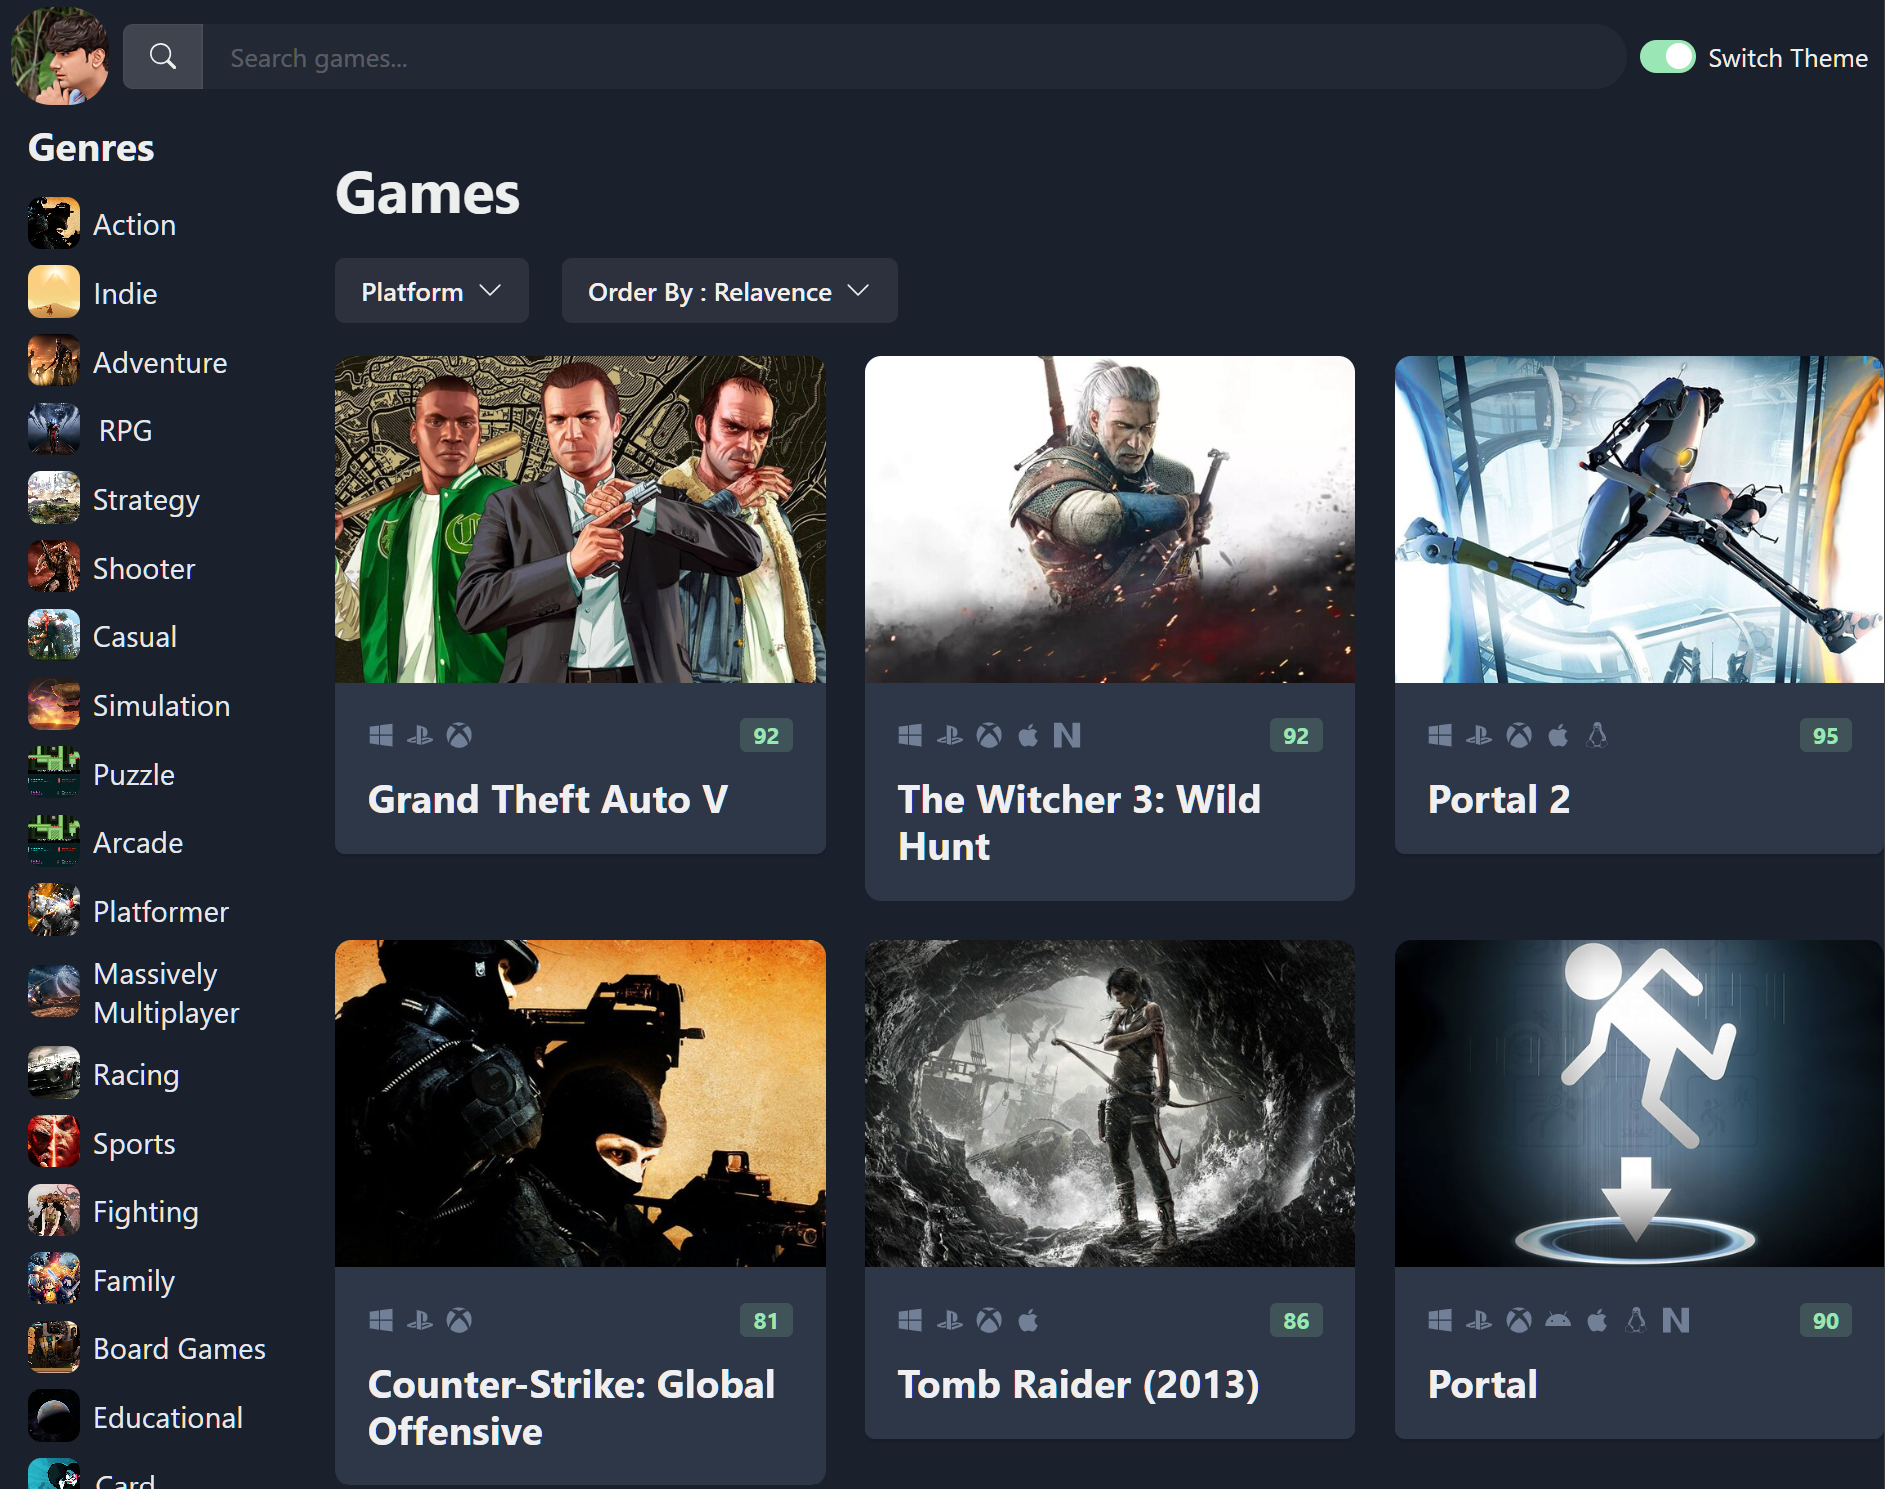 Search games...
Switch Theme
Genres
Action
Indie
Adventure
RPG
Strategy
Shooter
Casual
Simulation
Puzzle
Arcade
Platformer
Massively
Multiplayer
Racing
Sports
Fighting
Family
Board Games
Educational
Card
Games
Platform
Order By : Relavence
92
Grand Theft Auto V
92
The Witcher 3: Wild
Hunt
95
Portal 2
81
Counter-Strike: Global
Offensive
86
Tomb Raider (2013)
90
Portal